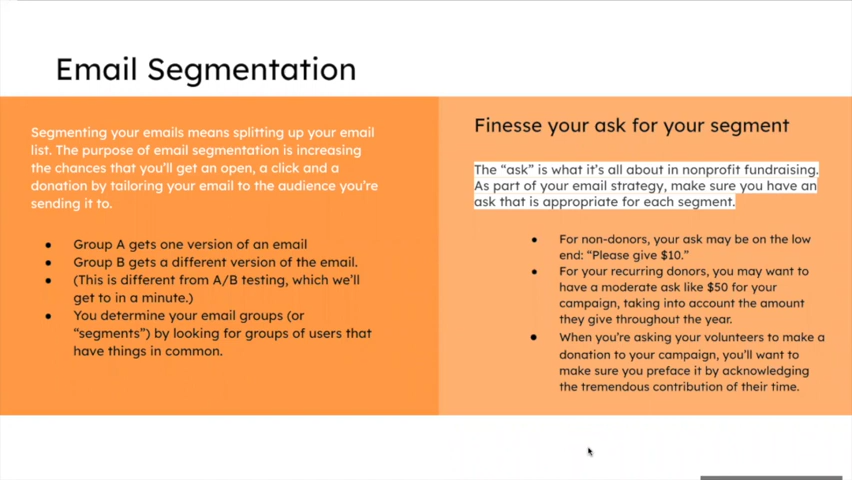 Email Segmentation
Segmenting your emails means splitting up your email
list. The purpose of email segmentation is increasing
the chances that you'll get an open, a click and a
donation by tailoring your email to the audience you're
sending it to.
● Group A gets one version of an email
● Group B gets a different version of the email.
● (This is different from A/B testing, which we'll
get to in a minute.)
● You determine your email groups (or
“segments”) by looking for groups of users that
have things in common.
Finesse your ask for your segment
The “ask” is what it's all about in nonprofit fundraising.
As part of your email strategy, make sure you have an
ask that is appropriate for each segment.
● For non-donors, your ask may be on the low
end: “Please give $10.”
● For your recurring donors, you may want to
have a moderate ask like $50 for your
campaign, taking into account the amount
they give throughout the year.
● When you're asking your volunteers to make a
donation to your campaign, you'll want to
make sure you preface it by acknowledging
the tremendous contribution of their time.